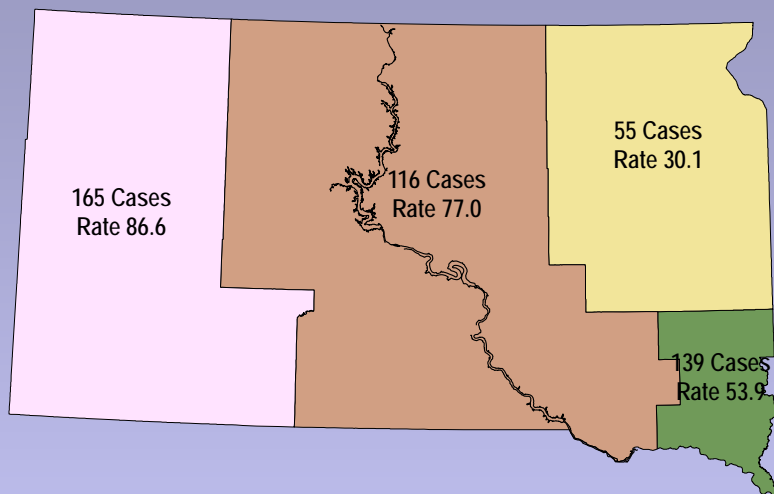 165 Cases
Rate 86.6
116 Cases
Rate 77.0
55 Cases
Rate 30.1
139 Cases
Rate 53.9